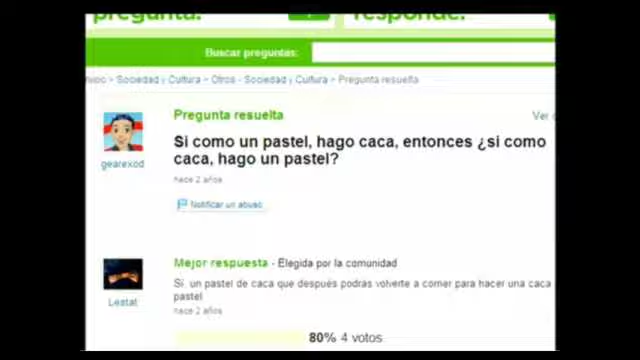 pregunta.
responde.
Buscar preguntas:
Inicio > Sociedad y Cultura > Otros - Sociedad y Cultura > Pregunta resuelta
Pregunta resuelta
Ver
Si como un pastel, hago caca, entonces ¿si como
caca, hago un pastel?
gearexod
hace 2 años
Notificar un abuso
Mejor respuesta - Elegida por la comunidad
Sí, un pastel de caca que después podrás volverte a comer para hacer una caca
pastel
Lestat
hace 2 años
80% 4 votos